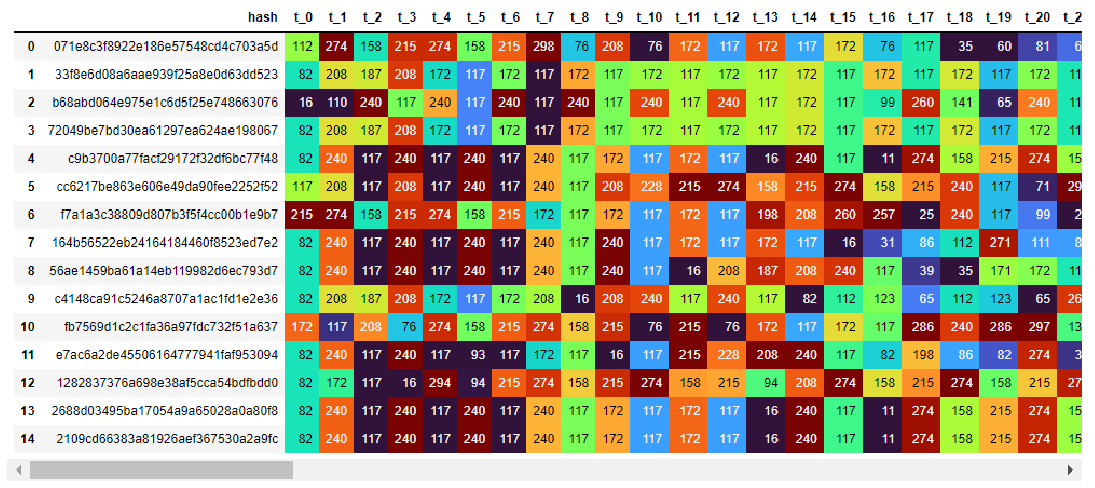 hash t_0 t_1 t_2 t_3 t_4 t_5 t_6 t_7 t_8 t_9 t_10 t_11 t_12 t_13 t_14 t_15 t_16 t_17 t_18 t_19 t_20 t_2
0 071e8c3f8922e186e57548cd4c703a5d 112 274 158 215 274 158 215 298 76 208 76 172 117 172 117 172 76 117 35 60 81 6
1 33f8e6d08a6aae939f25a8e0d63dd523 82 208 187 208 172 117 172 117 172 117 172 117 172 117 172 117 172 117 172 117 172 11
2 b68abd064e975e1c6d5f25e748663076 16 110 240 117 240 117 240 117 240 117 240 117 240 117 172 117 99 260 141 65 240 11
3 72049be7bd30ea61297ea624ae198067 82 208 187 208 172 117 172 117 172 117 172 117 172 117 172 117 172 117 172 117 172 11
4 c9b3700a77facf29172f32df6bc77f48 82 240 117 240 117 240 117 240 117 172 117 172 117 16 240 117 11 274 158 215 274 15
5 cc6217be863e606e49da90fee2252f52 117 208 117 208 117 240 117 240 117 208 228 215 274 158 215 274 158 215 240 117 71 29
6 f7a1a3c38809d807b3f5f4cc00b1e9b7 215 274 158 215 274 158 215 172 117 172 117 172 117 198 208 260 257 25 240 117 99 2
7 164b56522eb24164184460f8523ed7e2 82 240 117 240 117 240 117 240 117 240 117 172 117 172 117 16 31 86 112 271 111 8
8 56ae1459ba61a14eb119982d6ec793d7 82 240 117 240 117 240 117 240 117 240 117 16 208 187 208 240 117 39 35 171 172 11
9 c4148ca91c5246a8707a1ac1fd1e2e36 82 208 187 208 172 117 172 208 16 208 240 117 240 117 82 112 123 65 112 123 65 26
10 fb7569d1c2c1fa36a97fdc732f51a637 172 117 208 76 274 158 215 274 158 215 76 215 76 172 117 172 117 286 240 286 297 13
11 e7ac6a2de45506164777941faf953094 82 240 117 240 117 93 117 172 117 16 117 215 228 208 240 117 82 198 86 82 274 3
12 1282837376a698e38af5cca54bdfbdd0 82 172 117 16 294 94 215 274 158 215 274 158 215 94 208 274 158 215 274 158 215 27
13 2688d03495ba17054a9a65028a0a80f8 82 240 117 240 117 240 117 240 117 172 117 172 117 16 240 117 11 274 158 215 274 15
14 2109cd66383a81926aef367530a2a9fc 82 240 117 240 117 240 117 240 117 172 117 172 117 16 240 117 11 274 158 215 274 15